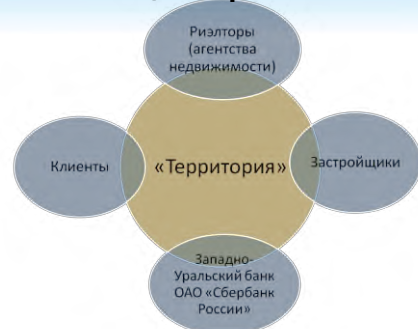 Риэлторы
(агентства
недвижимости)
Клиенты
«Территория»
Застройщики
Западно-
Уральский банк
ОАО «Сбербанк
России»